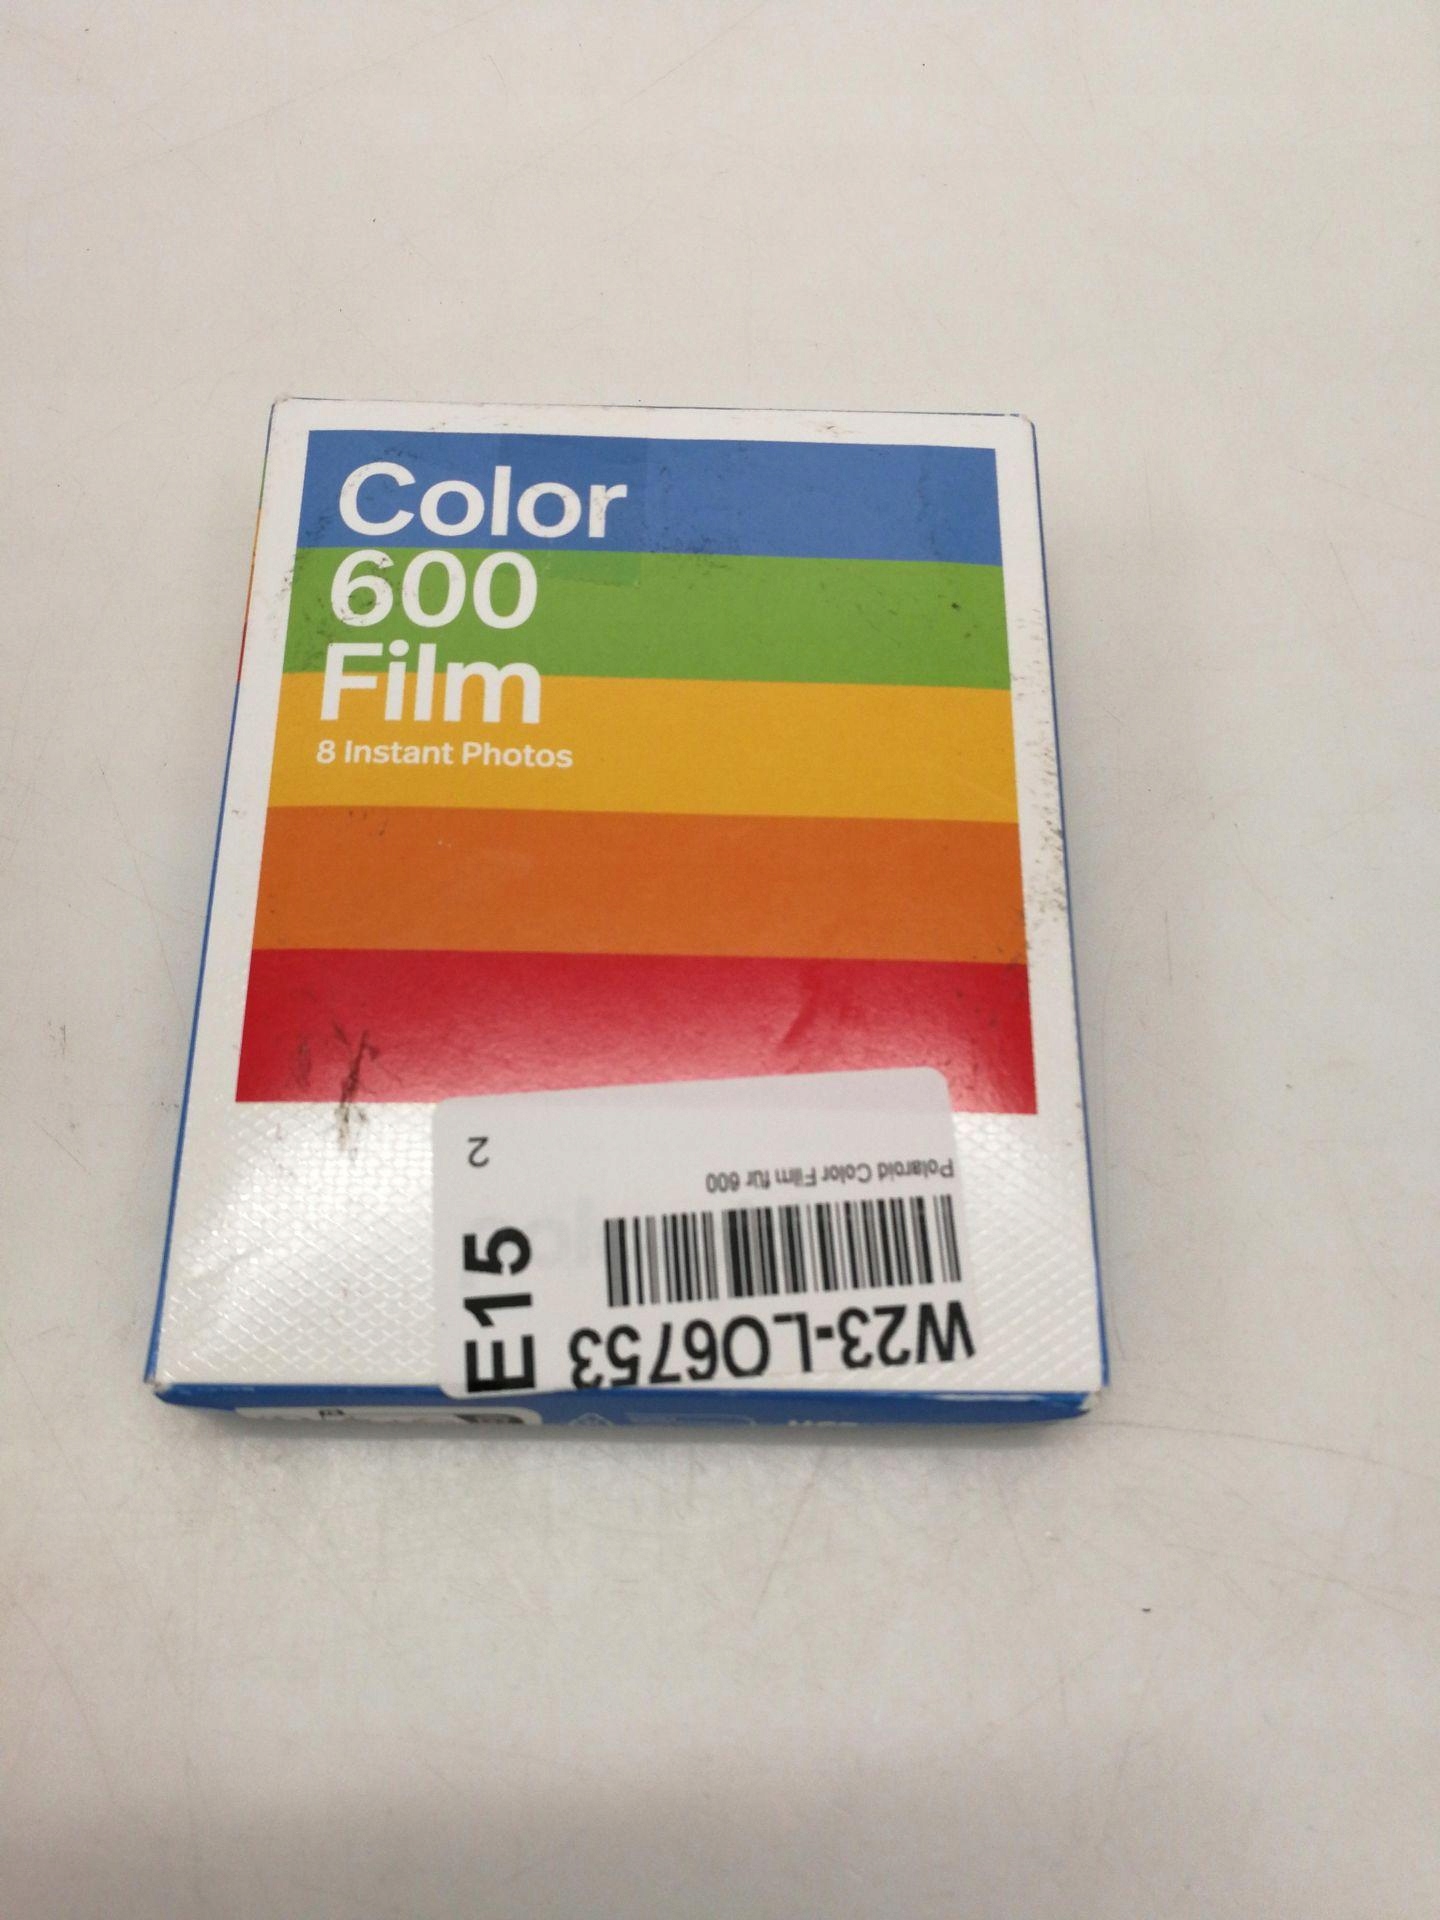 Color
600
Film
8 Instant Photos
W23-LO6753
Polaroid Color Film für 600
2
E15